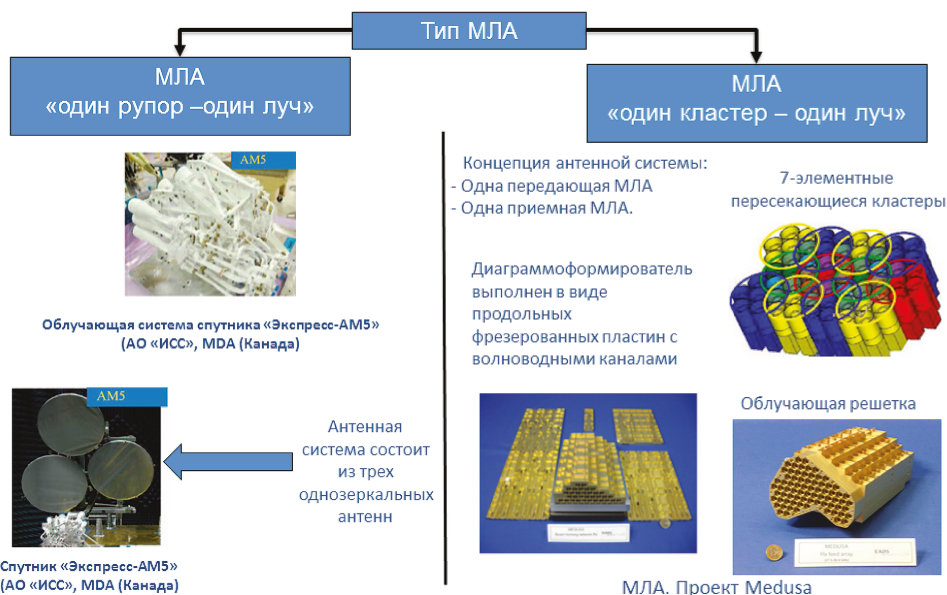 Тип МЛА
МЛА
«один рупор –один луч»
AM5
Облучающая система спутника «Экспресс-АМ5»
(АО «ИСС», MDA (Канада)
AM5
Антенная
система состоит
из трех
однозеркальных
антенн
Спутник «Экспресс-АМ5»
(АО «ИСС», MDA (Канада)
МЛА
«один кластер – один луч»
Концепция антенной системы:
- Одна передающая МЛА
- Одна приемная МЛА.
7-элементные
пересекающиеся кластеры
Диаграммоформирователь
выполнен в виде
продольных
фрезерованных пластин с
волноводными каналами
Облучающая решетка
MEDUSA
MEDUSA
МЛА. Проект Medusa